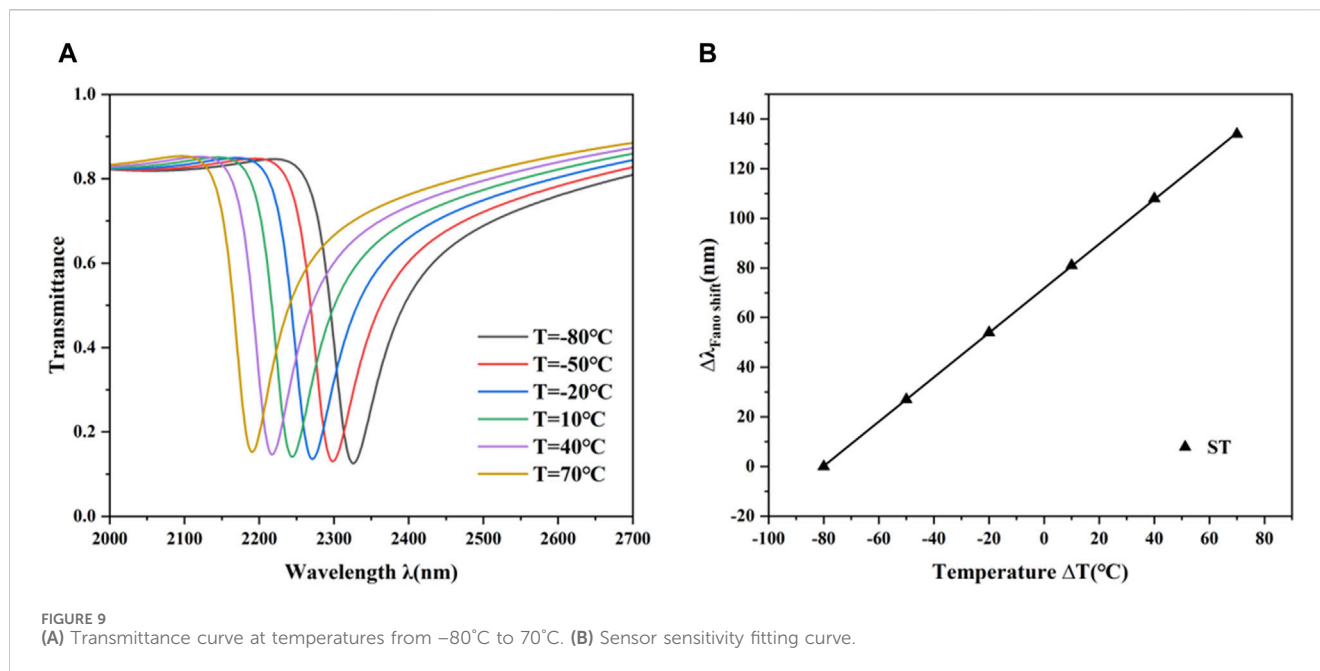 A
1.0
0.8
0.6
0.4
0.2
0.0
Transmittance
T=-80°C
T=-50°C
T=-20°C
T=10°C
T=40°C
T=70°C
2000 2100 2200 2300 2400 2500 2600 2700
Wavelength λ(nm)
B
140
120
100
80
60
40
20
0
-20
Δλ_Fano shift(nm)
ST
-100 -80 -60 -40 -20 0 20 40 60 80
Temperature ΔT(°C)
FIGURE 9
(A) Transmittance curve at temperatures from −80°C to 70°C. (B) Sensor sensitivity fitting curve.